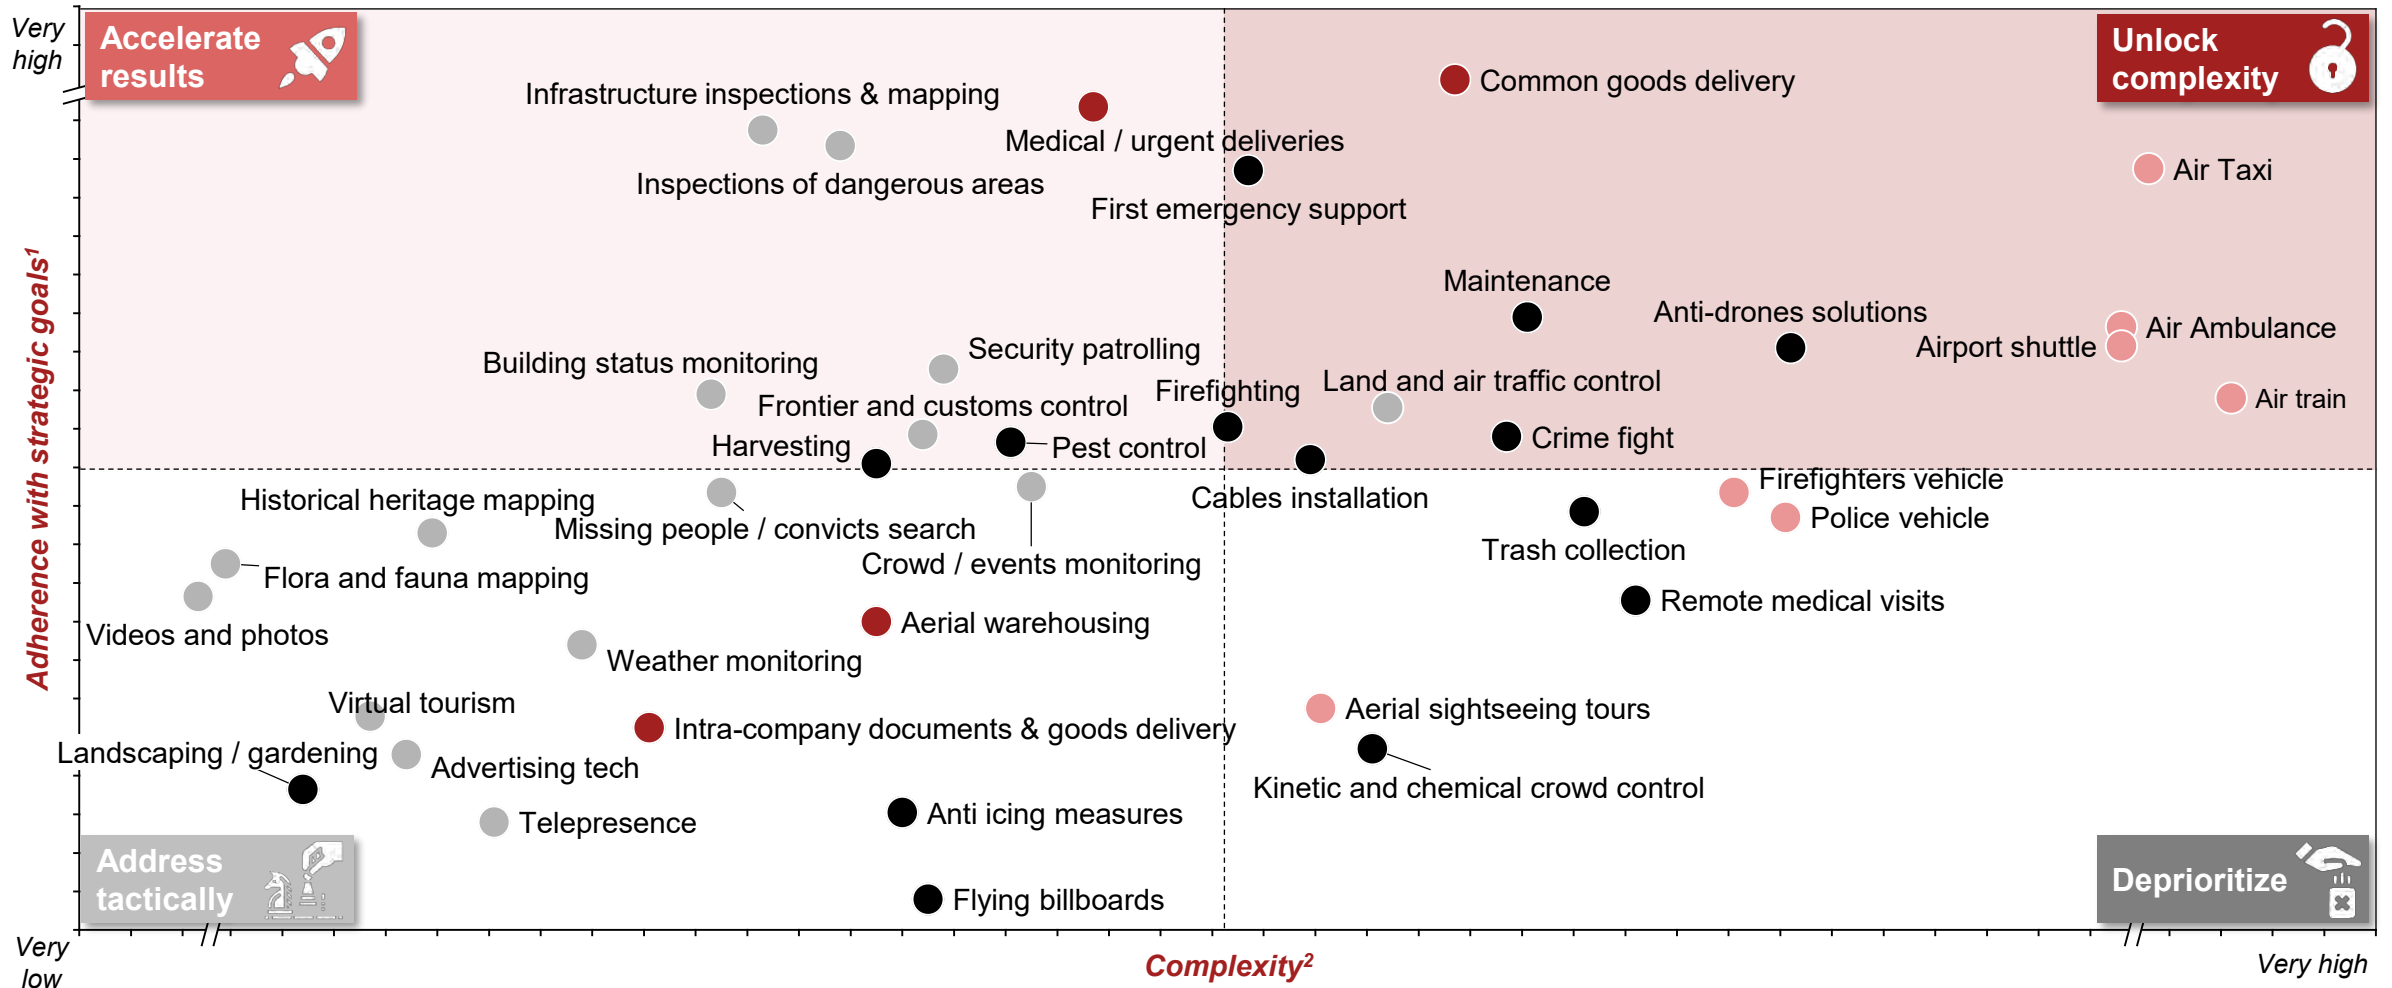 Very
high
Accelerate
results
Unlock
complexity
Common goods delivery
Infrastructure inspections & mapping
Medical / urgent deliveries
Air Taxi
Inspections of dangerous areas
First emergency support
Maintenance
Anti-drones solutions
Air Ambulance
Airport shuttle
Security patrolling
Building status monitoring
Land and air traffic control
Firefighting
Air train
Frontier and customs control
Crime fight
Harvesting
Pest control
Adherence with strategic goals¹
Firefighters vehicle
Cables installation
Historical heritage mapping
Police vehicle
Missing people / convicts search
Trash collection
Crowd / events monitoring
Flora and fauna mapping
Remote medical visits
Aerial warehousing
Videos and photos
Weather monitoring
Virtual tourism
Aerial sightseeing tours
Intra-company documents & goods delivery
Landscaping / gardening
Advertising tech
Kinetic and chemical crowd control
Anti icing measures
Telepresence
Address
tactically
Deprioritize
Flying billboards
Very
low
Complexity²
Very high